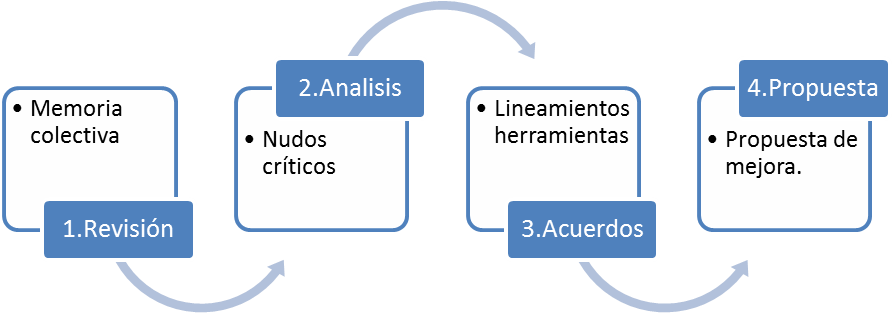 • Memoria
colectiva
1.Revisión
2.Analisis
• Nudos
críticos
• Lineamientos
herramientas
3.Acuerdos
4.Propuesta
• Propuesta de
mejora.